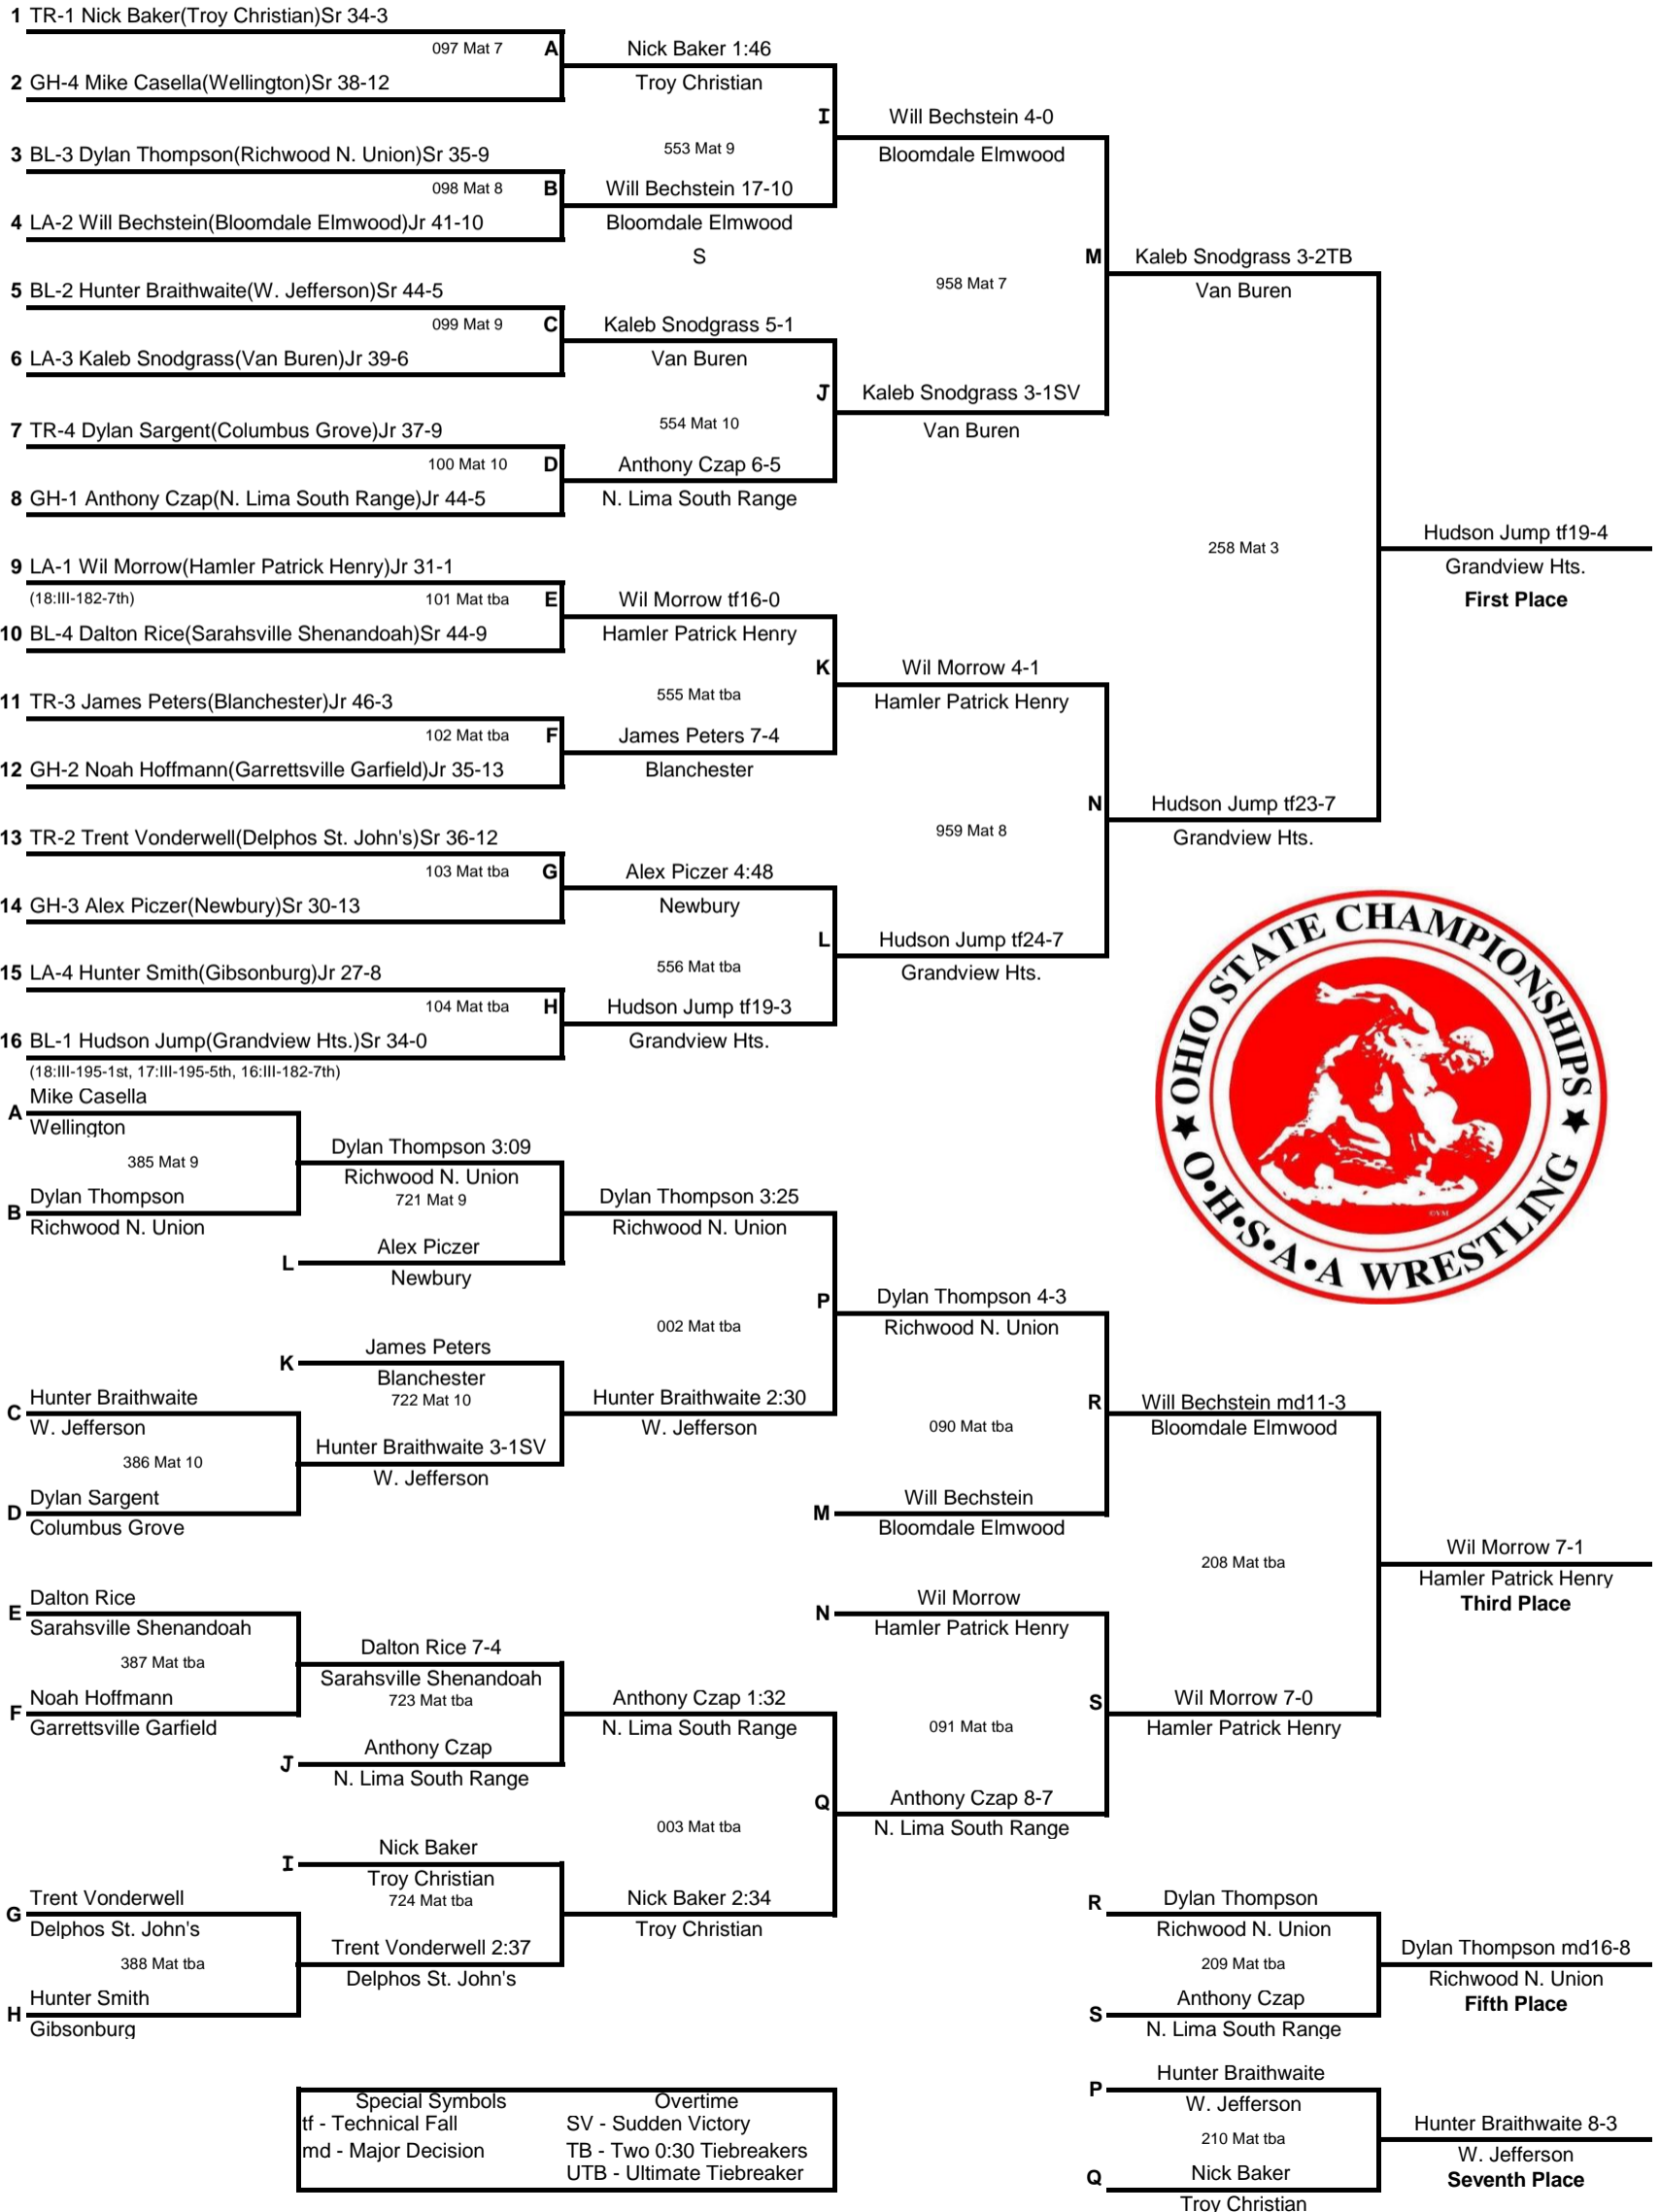 1 TR-1 Nick Baker(Troy Christian)Sr 34-3
097 Mat 7 A
Nick Baker 1:46
2 GH-4 Mike Casella(Wellington)Sr 38-12
Troy Christian
I
Will Bechstein 4-0
3 BL-3 Dylan Thompson(Richwood N. Union)Sr 35-9
553 Mat 9
Bloomdale Elmwood
098 Mat 8 B
Will Bechstein 17-10
4 LA-2 Will Bechstein(Bloomdale Elmwood)Jr 41-10
Bloomdale Elmwood
S
M
Kaleb Snodgrass 3-2TB
5 BL-2 Hunter Braithwaite(W. Jefferson)Sr 44-5
958 Mat 7
Van Buren
099 Mat 9 C
Kaleb Snodgrass 5-1
6 LA-3 Kaleb Snodgrass(Van Buren)Jr 39-6
Van Buren
J
Kaleb Snodgrass 3-1SV
7 TR-4 Dylan Sargent(Columbus Grove)Jr 37-9
554 Mat 10
Van Buren
100 Mat 10 D
Anthony Czap 6-5
8 GH-1 Anthony Czap(N. Lima South Range)Jr 44-5
N. Lima South Range
258 Mat 3
Hudson Jump tf19-4
Grandview Hts.
First Place
9 LA-1 Wil Morrow(Hamler Patrick Henry)Jr 31-1
(18:III-182-7th)
101 Mat tba E
Wil Morrow tf16-0
10 BL-4 Dalton Rice(Sarahsville Shenandoah)Sr 44-9
Hamler Patrick Henry
K
Wil Morrow 4-1
11 TR-3 James Peters(Blanchester)Jr 46-3
555 Mat tba
Hamler Patrick Henry
102 Mat tba F
James Peters 7-4
12 GH-2 Noah Hoffmann(Garrettsville Garfield)Jr 35-13
Blanchester
N
Hudson Jump tf23-7
13 TR-2 Trent Vonderwell(Delphos St. John's)Sr 36-12
959 Mat 8
Grandview Hts.
103 Mat tba G
Alex Piczer 4:48
14 GH-3 Alex Piczer(Newbury)Sr 30-13
Newbury
L
Hudson Jump tf24-7
15 LA-4 Hunter Smith(Gibsonburg)Jr 27-8
556 Mat tba
Grandview Hts.
104 Mat tba H
Hudson Jump tf19-3
16 BL-1 Hudson Jump(Grandview Hts.)Sr 34-0
Grandview Hts.
(18:III-195-1st, 17:III-195-5th, 16:III-182-7th)
★ OHIO STATE CHAMPIONSHIPS ★
O•H•S•A•A WRESTLING
©YM
A Mike Casella
Wellington
385 Mat 9
Dylan Thompson 3:09
Richwood N. Union
B Dylan Thompson
Richwood N. Union
721 Mat 9
Dylan Thompson 3:25
Richwood N. Union
L Alex Piczer
Newbury
P
Dylan Thompson 4-3
Richwood N. Union
002 Mat tba
K James Peters
Blanchester
722 Mat 10
C Hunter Braithwaite
W. Jefferson
Hunter Braithwaite 2:30
W. Jefferson
386 Mat 10
Hunter Braithwaite 3-1SV
W. Jefferson
D Dylan Sargent
Columbus Grove
090 Mat tba
R
Will Bechstein md11-3
Bloomdale Elmwood
M Will Bechstein
Bloomdale Elmwood
208 Mat tba
Wil Morrow 7-1
Hamler Patrick Henry
Third Place
E Dalton Rice
Sarahsville Shenandoah
N Wil Morrow
Hamler Patrick Henry
387 Mat tba
Dalton Rice 7-4
Sarahsville Shenandoah
F Noah Hoffmann
Garrettsville Garfield
723 Mat tba
Anthony Czap 1:32
N. Lima South Range
J Anthony Czap
N. Lima South Range
091 Mat tba
S
Wil Morrow 7-0
Hamler Patrick Henry
Q
Anthony Czap 8-7
N. Lima South Range
003 Mat tba
I Nick Baker
Troy Christian
724 Mat tba
G Trent Vonderwell
Delphos St. John's
Nick Baker 2:34
Troy Christian
388 Mat tba
Trent Vonderwell 2:37
Delphos St. John's
H Hunter Smith
Gibsonburg
R Dylan Thompson
Richwood N. Union
209 Mat tba
Dylan Thompson md16-8
Richwood N. Union
Fifth Place
S Anthony Czap
N. Lima South Range
P Hunter Braithwaite
W. Jefferson
210 Mat tba
Hunter Braithwaite 8-3
W. Jefferson
Seventh Place
Q Nick Baker
Troy Christian
Special Symbols Overtime
tf - Technical Fall SV - Sudden Victory
md - Major Decision TB - Two 0:30 Tiebreakers
UTB - Ultimate Tiebreaker